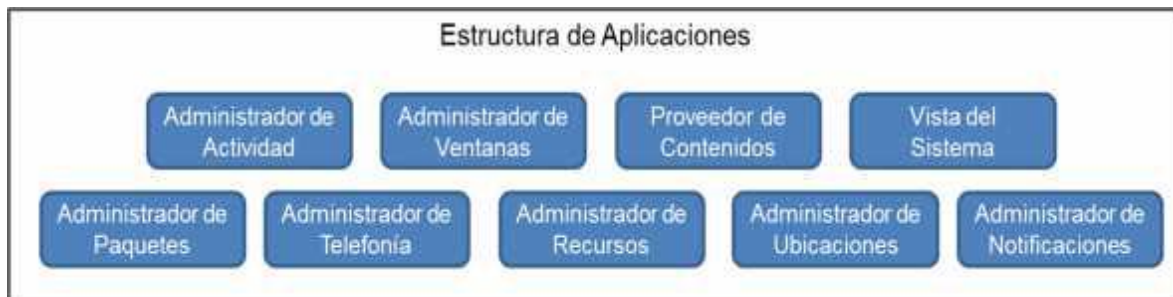 Estructura de Aplicaciones
Administrador de
Actividad
Administrador de
Ventanas
Proveedor de
Contenidos
Vista del
Sistema
Administrador de
Paquetes
Administrador de
Telefonía
Administrador de
Recursos
Administrador de
Ubicaciones
Administrador de
Notificaciones